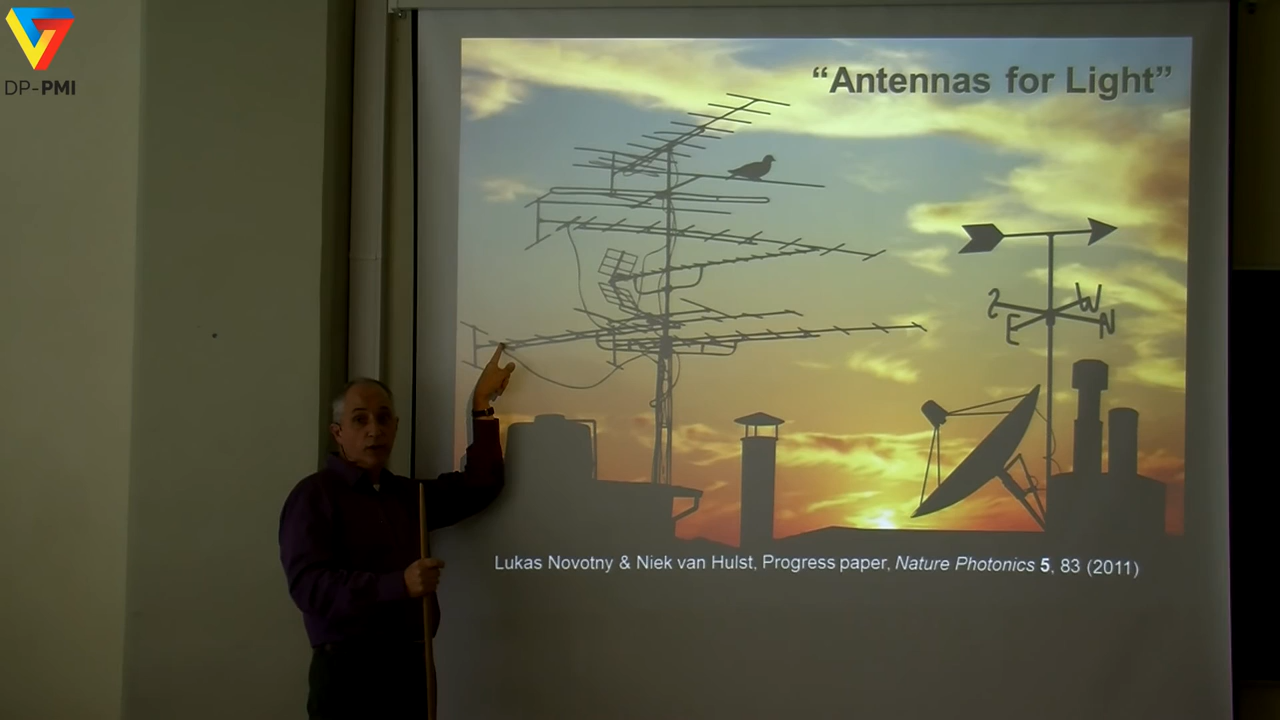 DP-PMI
“Antennas for Light”
S
W
E
N
Lukas Novotny & Niek van Hulst, Progress paper, Nature Photonics 5, 83 (2011)